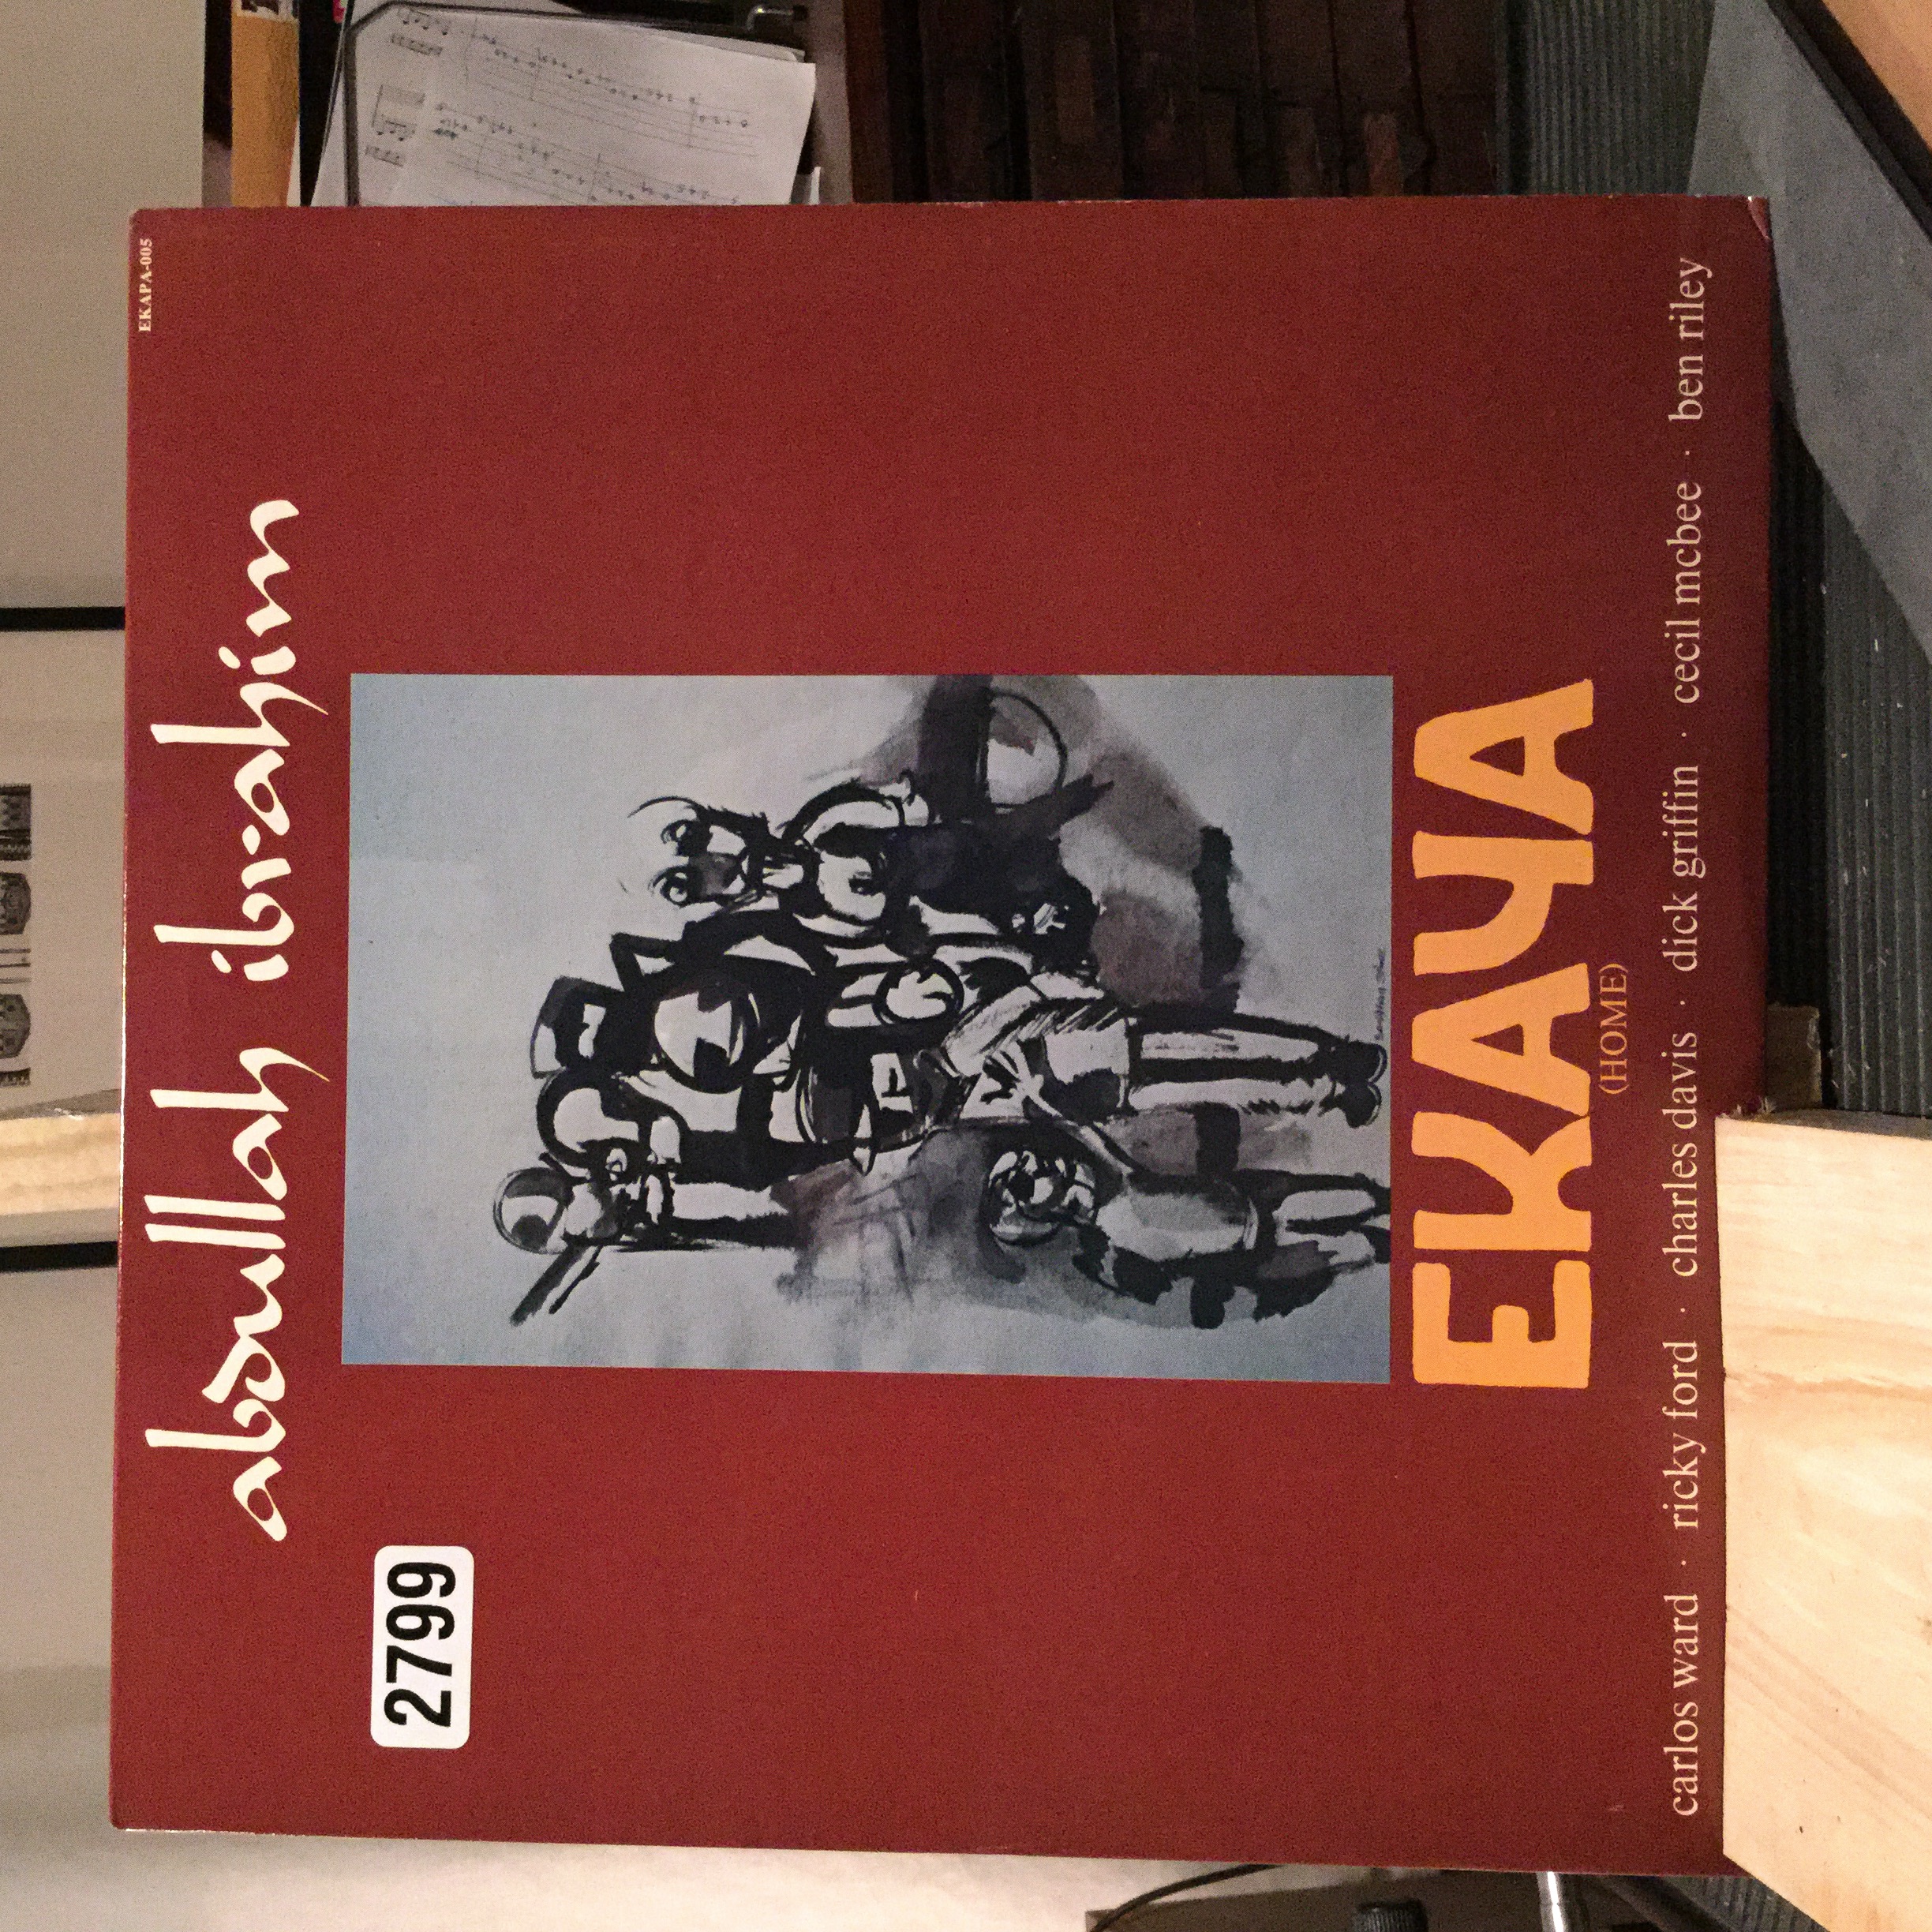 EKAPA-005
abdullah ibrahim
2799
EKAYA
(HOME)
carlos ward · ricky ford · charles davis · dick griffin · cecil mcbee · ben riley